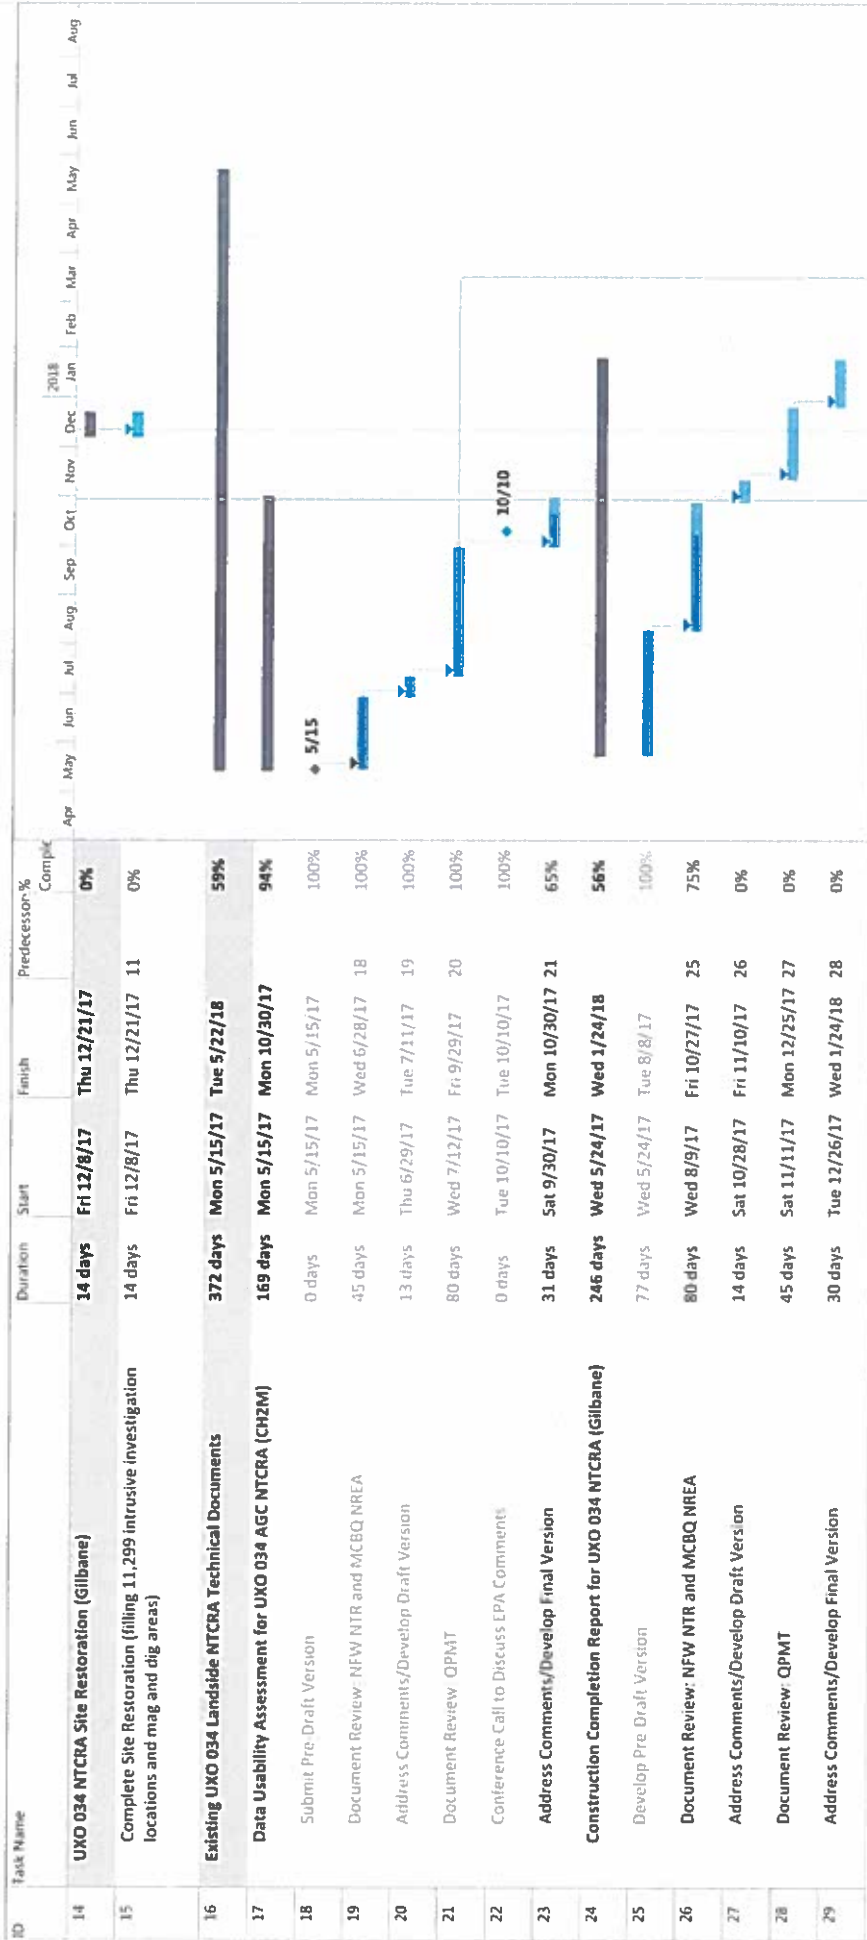 ID Task Name Duration Start Finish Predecessor % Comple
2018
Apr May Jun Jul Aug Sep Oct Nov Dec Jan Feb Mar Apr May Jun Jul Aug
14 UXO 034 NTCRA Site Restoration (Gilbane) 14 days Fri 12/8/17 Thu 12/21/17 0%
15 Complete Site Restoration (filling 11,299 intrusive investigation 14 days Fri 12/8/17 Thu 12/21/17 11 0%
locations and mag and dig areas)
16 Existing UXO 034 Landside NTCRA Technical Documents 372 days Mon 5/15/17 Tue 5/22/18 59%
17 Data Usability Assessment for UXO 034 AGC NTCRA (CH2M) 169 days Mon 5/15/17 Mon 10/30/17 94%
18 Submit Pre-Draft Version 0 days Mon 5/15/17 Mon 5/15/17 100% 5/15
19 Document Review: NFW NTR and MCBQ NREA 45 days Mon 5/15/17 Wed 6/28/17 18 100%
20 Address Comments/Develop Draft Version 13 days Thu 6/29/17 Tue 7/11/17 19 100%
21 Document Review QPMT 80 days Wed 7/12/17 Fri 9/29/17 20 100%
22 Conference Call to Discuss EPA Comments 0 days Tue 10/10/17 Tue 10/10/17 100% 10/10
23 Address Comments/Develop Final Version 31 days Sat 9/30/17 Mon 10/30/17 21 65%
24 Construction Completion Report for UXO 034 NTCRA (Gilbane) 246 days Wed 5/24/17 Wed 1/24/18 56%
25 Develop Pre Draft Version 77 days Wed 5/24/17 Tue 8/8/17 100%
26 Document Review: NFW NTR and MCBQ NREA 80 days Wed 8/9/17 Fri 10/27/17 25 75%
27 Address Comments/Develop Draft Version 14 days Sat 10/28/17 Fri 11/10/17 26 0%
28 Document Review: QPMT 45 days Sat 11/11/17 Mon 12/25/17 27 0%
29 Address Comments/Develop Final Version 30 days Tue 12/26/17 Wed 1/24/18 28 0%